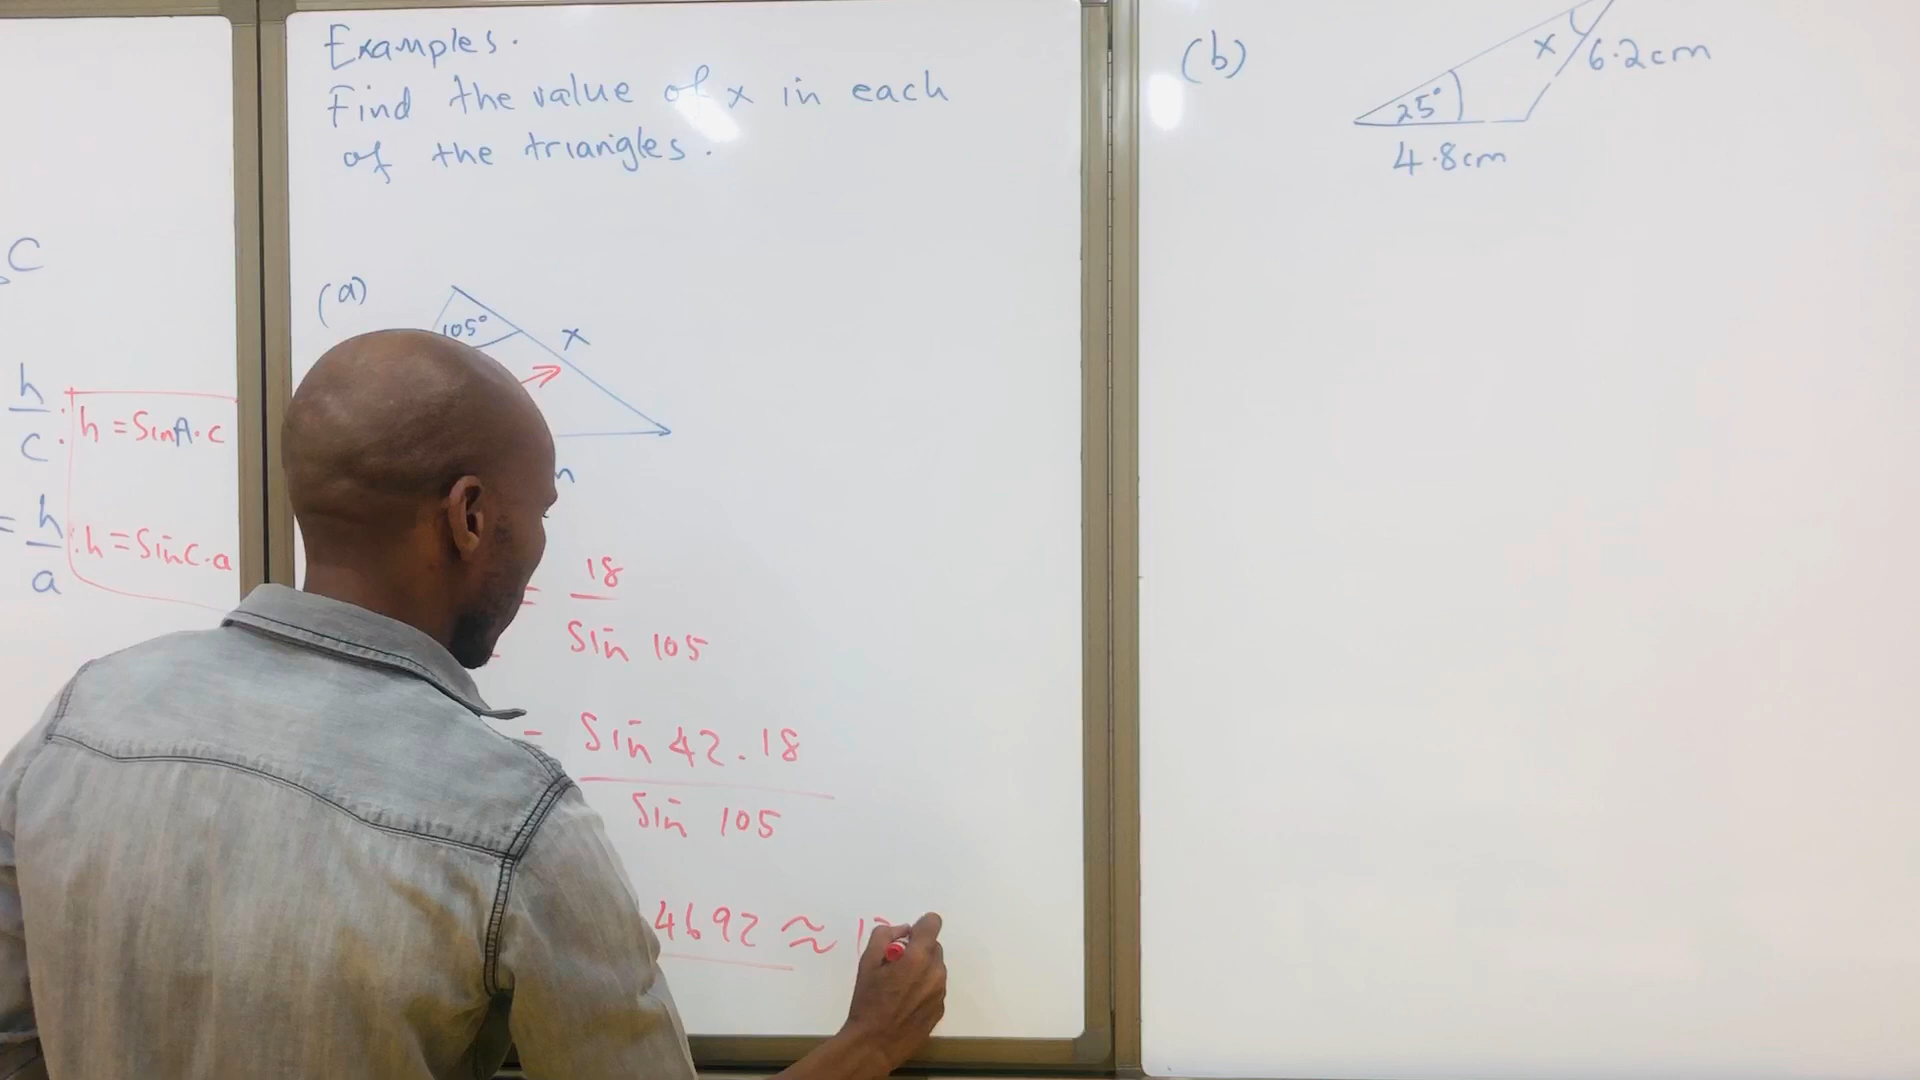 C
h
c
: h = SinA·c
= h
a
: h = SinC·a
Examples.
Find the value of x in each
of the triangles.
(a)
105°
x
= 18
Sin 105
= Sin 42 . 18
Sin 105
4692 ≈ 12
(b)
x
6.2cm
25°
4.8cm